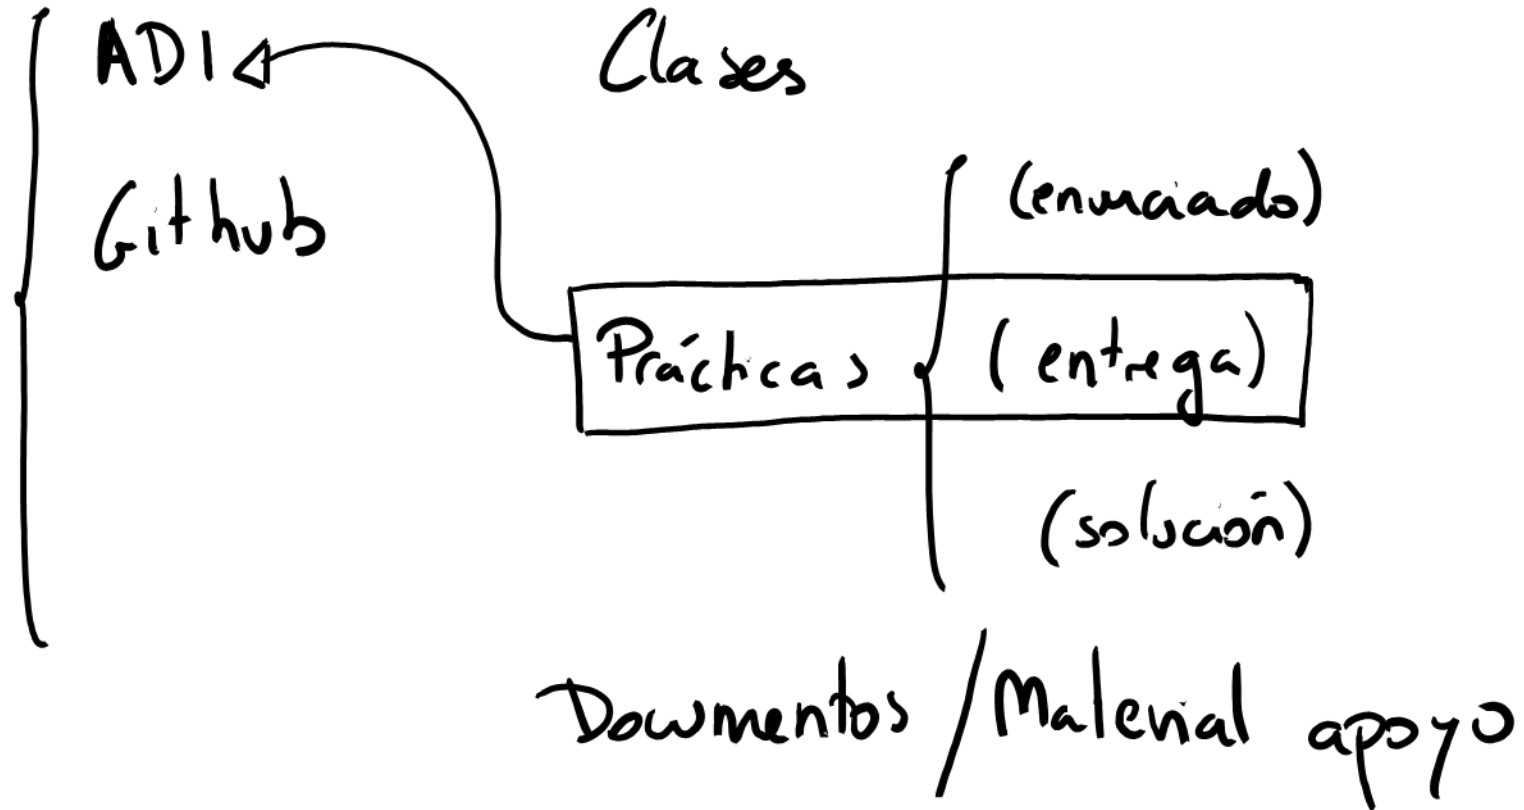 ADI
Clases
Github
(enunciado)
Prácticas
(entrega)
(solución)
Documentos / Material apoyo